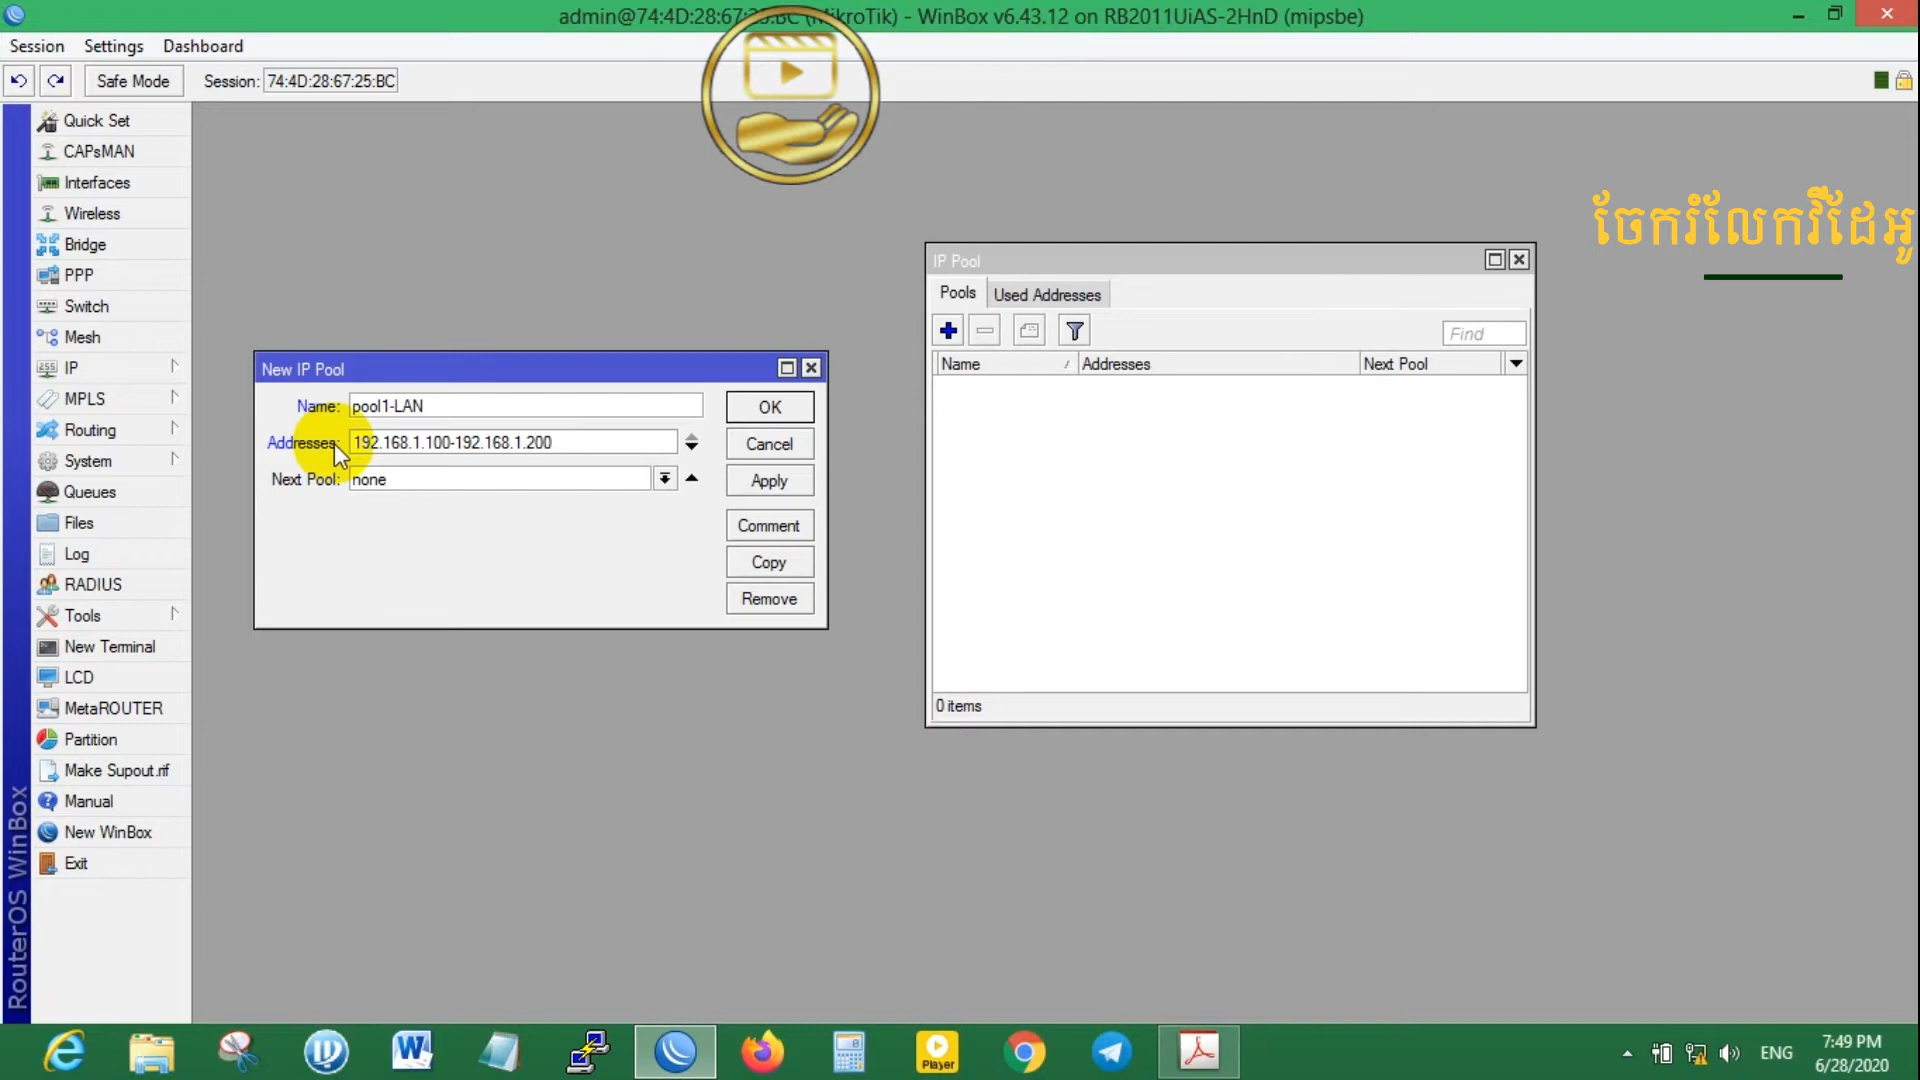 admin@74:4D:28:67:25:BC (MikroTik) - WinBox v6.43.12 on RB2011UiAS-2HnD (mipsbe)
Session Settings Dashboard
Safe Mode Session: 74:4D:28:67:25:BC
Quick Set
CAPsMAN
Interfaces
Wireless
Bridge
PPP
Switch
Mesh
IP
MPLS
Routing
System
Queues
Files
Log
RADIUS
Tools
New Terminal
LCD
MetaROUTER
Partition
Make Supout.rif
Manual
New WinBox
Exit
RouterOS WinBox
New IP Pool
Name: pool1-LAN
Addresses: 192.168.1.100-192.168.1.200
Next Pool: none
OK
Cancel
Apply
Comment
Copy
Remove
ចែករំលែកវីដែអូ
IP Pool
Pools Used Addresses
Find
Name Addresses Next Pool
0 items
Player
ENG
7:49 PM
6/28/2020